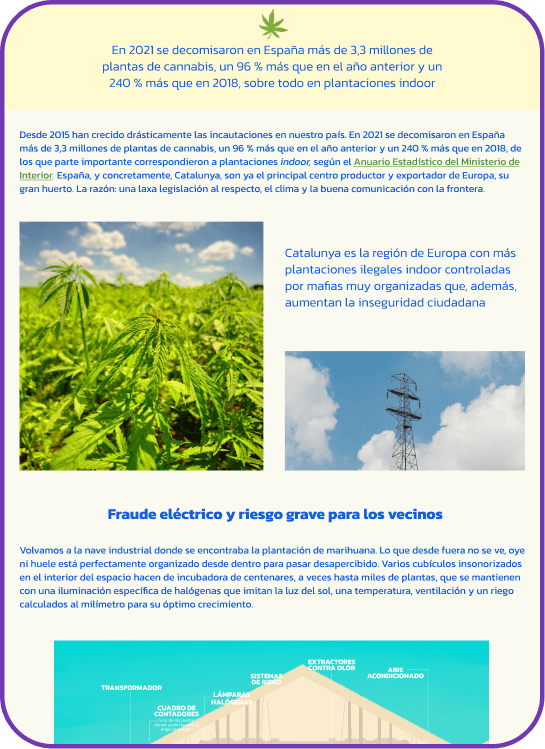 En 2021 se decomisaron en España más de 3,3 millones de
plantas de cannabis, un 96 % más que en el año anterior y un
240 % más que en 2018, sobre todo en plantaciones indoor
Desde 2015 han crecido drásticamente las incautaciones en nuestro país. En 2021 se decomisaron en España
más de 3,3 millones de plantas de cannabis, un 96 % más que en el año anterior y un 240 % más que en 2018, de
los que parte importante correspondieron a plantaciones indoor, según el Anuario Estadístico del Ministerio de
Interior. España, y concretamente, Catalunya, son ya el principal centro productor y exportador de Europa, su
gran huerto. La razón: una laxa legislación al respecto, el clima y la buena comunicación con la frontera.
Catalunya es la región de Europa con más
plantaciones ilegales indoor controladas
por mafias muy organizadas que, además,
aumentan la inseguridad ciudadana
Fraude eléctrico y riesgo grave para los vecinos
Volvamos a la nave industrial donde se encontraba la plantación de marihuana. Lo que desde fuera no se ve, oye
ni huele está perfectamente organizado desde dentro para pasar desapercibido. Varios cubículos insonorizados
en el interior del espacio hacen de incubadora de centenares, a veces hasta miles de plantas, que se mantienen
con una iluminación específica de halógenas que imitan la luz del sol, una temperatura, ventilación y un riego
calculados al milímetro para su óptimo crecimiento.
EXTRACTORES
CONTRA OLOR
AIRE
ACONDICIONADO
SISTEMAS
DE RIEGO
TRANSFORMADOR
LÁMPARAS
HALÓGENAS
CUADRO DE
CONTADORES